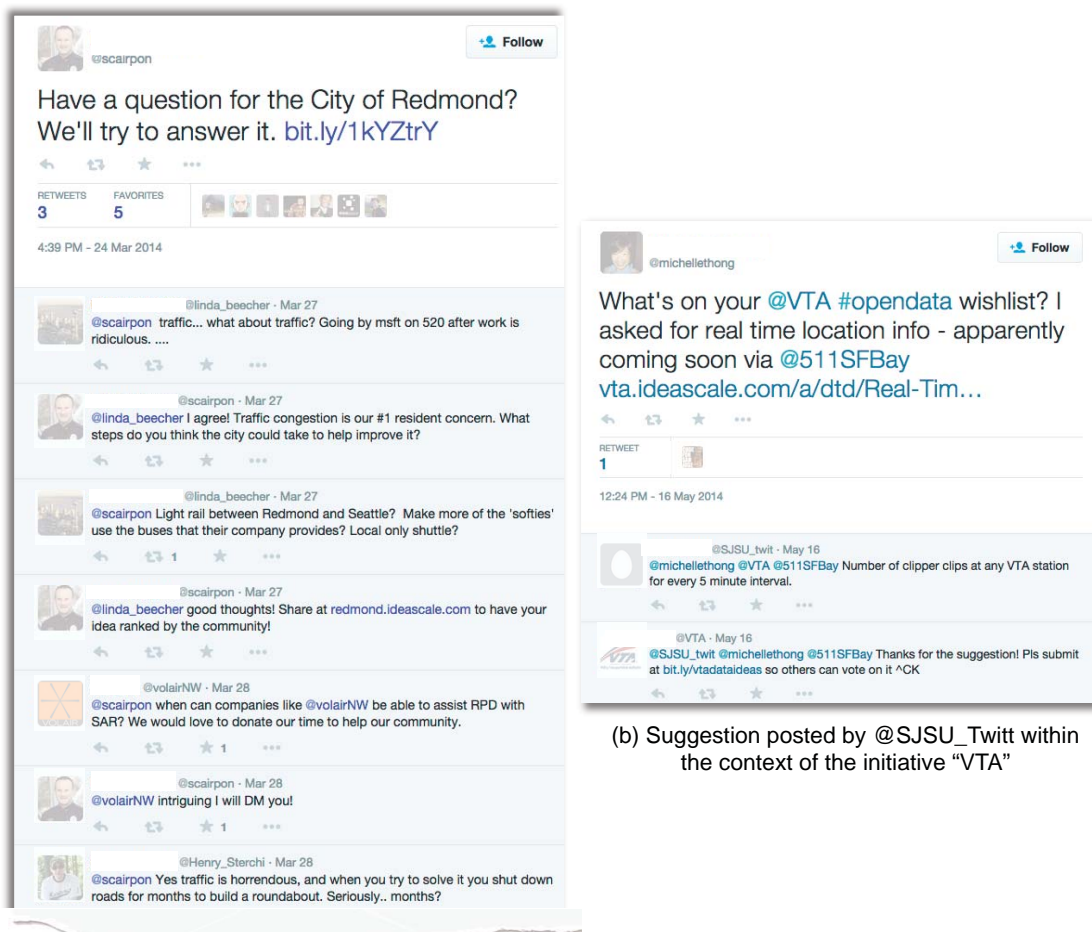 @scairpon
Follow
Have a question for the City of Redmond?
We'll try to answer it. bit.ly/1kYZtrY
RETWEETS FAVORITES
3 5
4:39 PM - 24 Mar 2014
@linda_beecher · Mar 27
@scairpon traffic... what about traffic? Going by msft on 520 after work is
ridiculous. ....
@scairpon · Mar 27
@linda_beecher I agree! Traffic congestion is our #1 resident concern. What
steps do you think the city could take to help improve it?
@linda_beecher · Mar 27
@scairpon Light rail between Redmond and Seattle? Make more of the 'softies'
use the buses that their company provides? Local only shuttle?
1
@scairpon · Mar 27
@linda_beecher good thoughts! Share at redmond.ideascale.com to have your
idea ranked by the community!
VOLAIR
@volairNW · Mar 28
@scairpon when can companies like @volairNW be able to assist RPD with
SAR? We would love to donate our time to help our community.
1
@scairpon · Mar 28
@volairNW intriguing I will DM you!
1
@Henry_Sterchi · Mar 28
@scairpon Yes traffic is horrendous, and when you try to solve it you shut down
roads for months to build a roundabout. Seriously.. months?
@michellethong
Follow
What's on your @VTA #opendata wishlist? I
asked for real time location info - apparently
coming soon via @511SFBay
vta.ideascale.com/a/dtd/Real-Tim…
RETWEET
1
12:24 PM - 16 May 2014
@SJSU_twit · May 16
@michellethong @VTA @511SFBay Number of clipper clips at any VTA station
for every 5 minute interval.
VTA
@VTA · May 16
@SJSU_twit @michellethong @511SFBay Thanks for the suggestion! Pls submit
at bit.ly/vtadataideas so others can vote on it ^CK
(b) Suggestion posted by @SJSU_Twitt within
the context of the initiative “VTA”